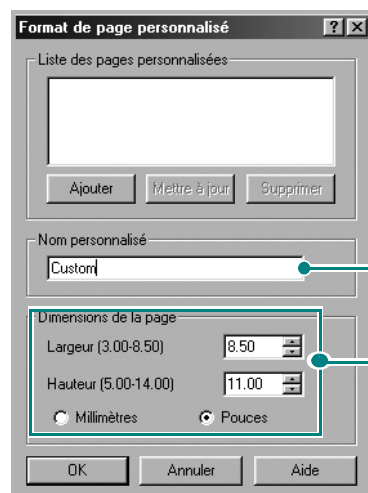 Format de page personnalisé
Liste des pages personnalisées
Ajouter Mettre à jour Supprimer
Nom personnalisé
Custom
Dimensions de la page
Largeur (3.00-8.50) 8.50
Hauteur (5.00-14.00) 11.00
Millimètres Pouces
OK Annuler Aide